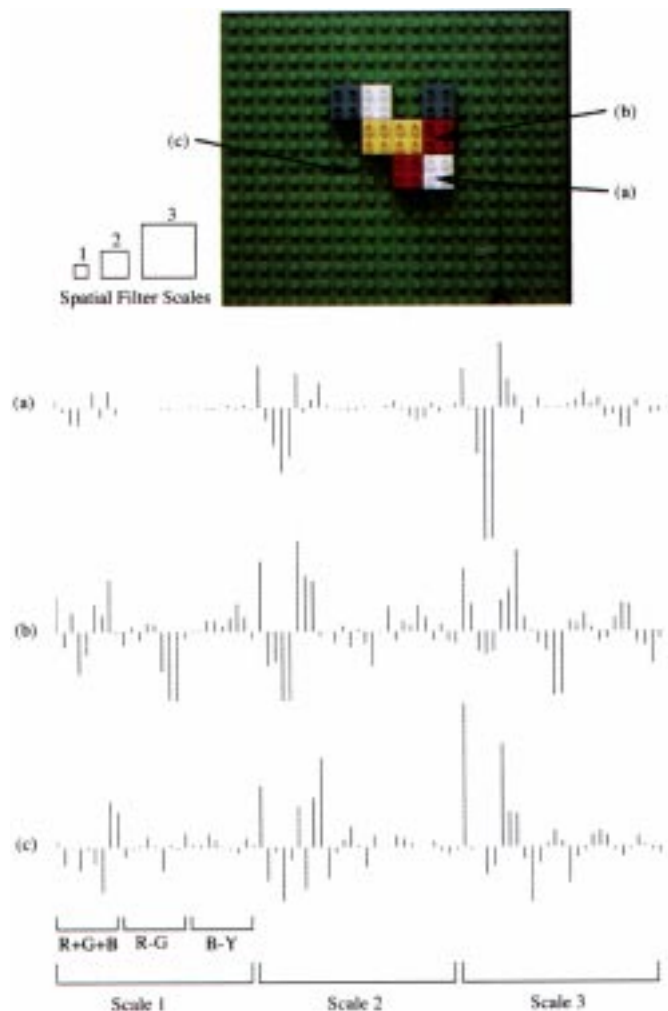 (b)
(c)
(a)
3
2
1
Spatial Filter Scales
(a)
(b)
(c)
R+G+B R-G B-Y
Scale 1 Scale 2 Scale 3